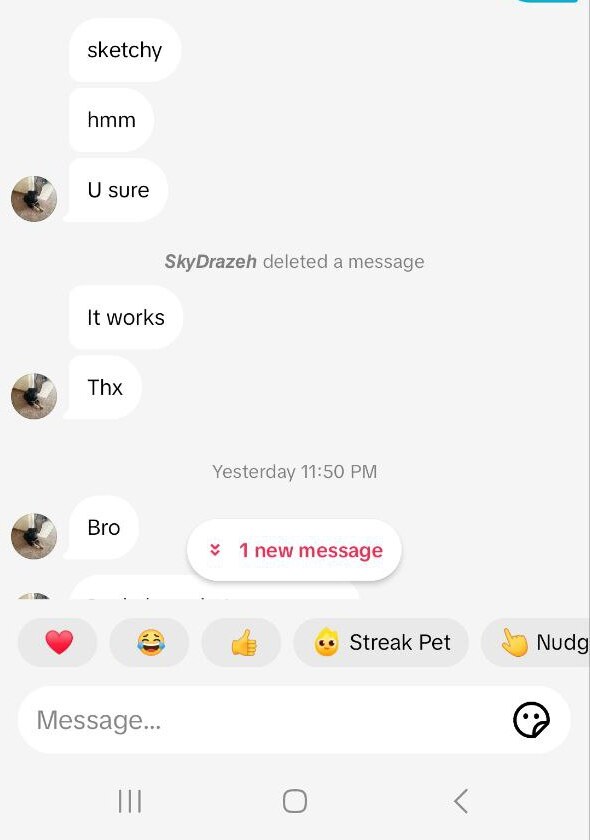 sketchy
hmm
U sure
SkyDrazeh deleted a message
It works
Thx
Yesterday 11:50 PM
Bro
1 new message
Streak Pet
Nudg
Message...